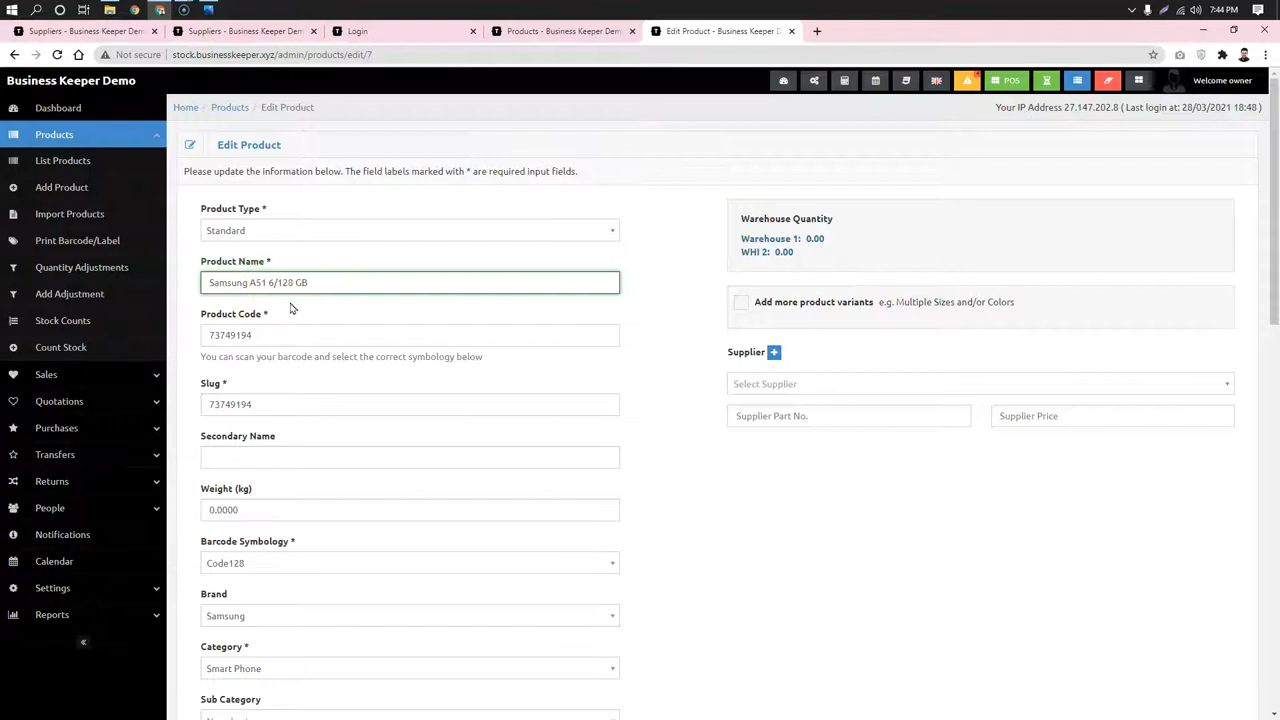 7:44 PM
Suppliers - Business Keeper Demo
Suppliers - Business Keeper Demo
Login
Products - Business Keeper Demo
Edit Product - Business Keeper D
Not secure
stock.businesskeeper.xyz/admin/products/edit/7
Business Keeper Demo
POS
Welcome owner
Dashboard
Products
List Products
Add Product
Import Products
Print Barcode/Label
Quantity Adjustments
Add Adjustment
Stock Counts
Count Stock
Sales
Quotations
Purchases
Transfers
Returns
People
Notifications
Calendar
Settings
Reports
Home / Products / Edit Product
Your IP Address 27.147.202.8 ( Last login at: 28/03/2021 18:48 )
Edit Product
Please update the information below. The field labels marked with * are required input fields.
Product Type *
Standard
Product Name *
Samsung A51 6/128 GB
Product Code *
73749194
You can scan your barcode and select the correct symbology below
Slug *
73749194
Secondary Name
Weight (kg)
0.0000
Barcode Symbology *
Code128
Brand
Samsung
Category *
Smart Phone
Sub Category
Warehouse Quantity
Warehouse 1: 0.00
WHI 2: 0.00
Add more product variants e.g. Multiple Sizes and/or Colors
Supplier
Select Supplier
Supplier Part No.
Supplier Price